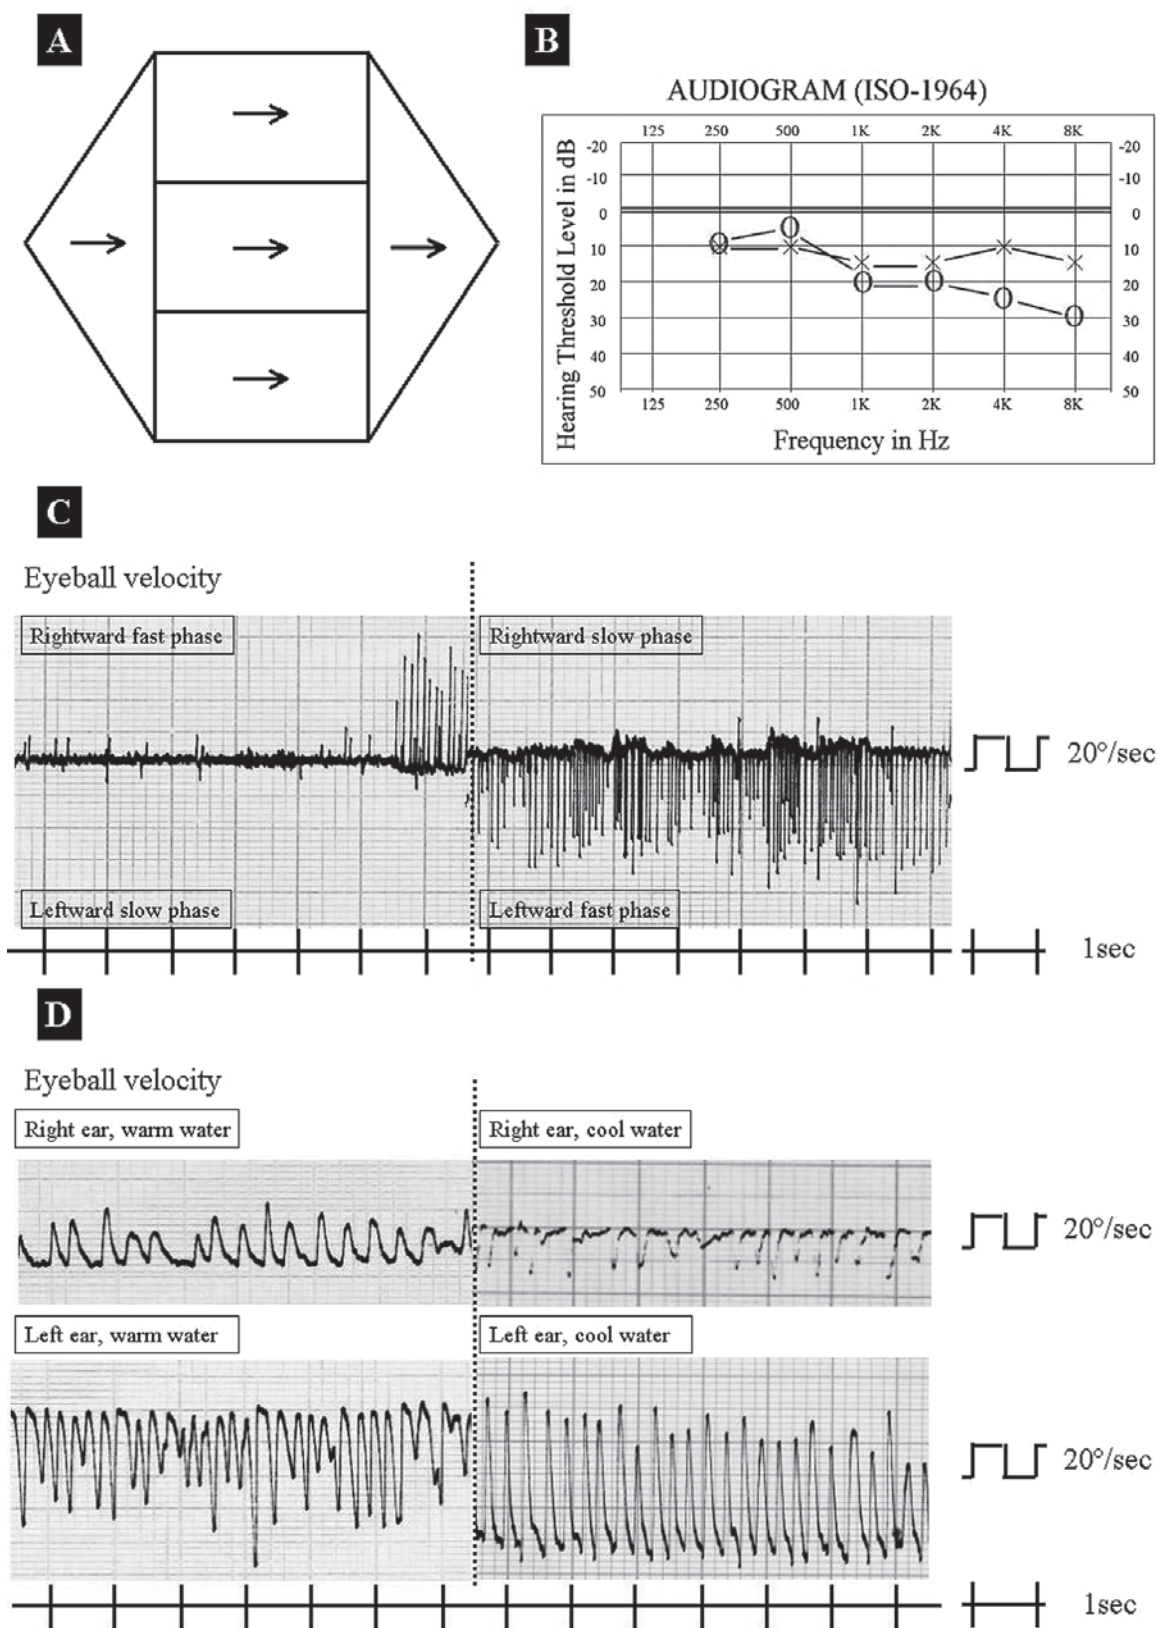 A
B
AUDIOGRAM (ISO-1964)
125 250 500 1K 2K 4K 8K
Hearing Threshold Level in dB
-20 -20
-10 -10
0 0
10 10
20 20
30 30
40 40
50 50
125 250 500 1K 2K 4K 8K
Frequency in Hz
C
Eyeball velocity
Rightward fast phase
Rightward slow phase
20°/sec
Leftward slow phase
Leftward fast phase
1sec
D
Eyeball velocity
Right ear, warm water
Right ear, cool water
20°/sec
Left ear, warm water
Left ear, cool water
20°/sec
1sec